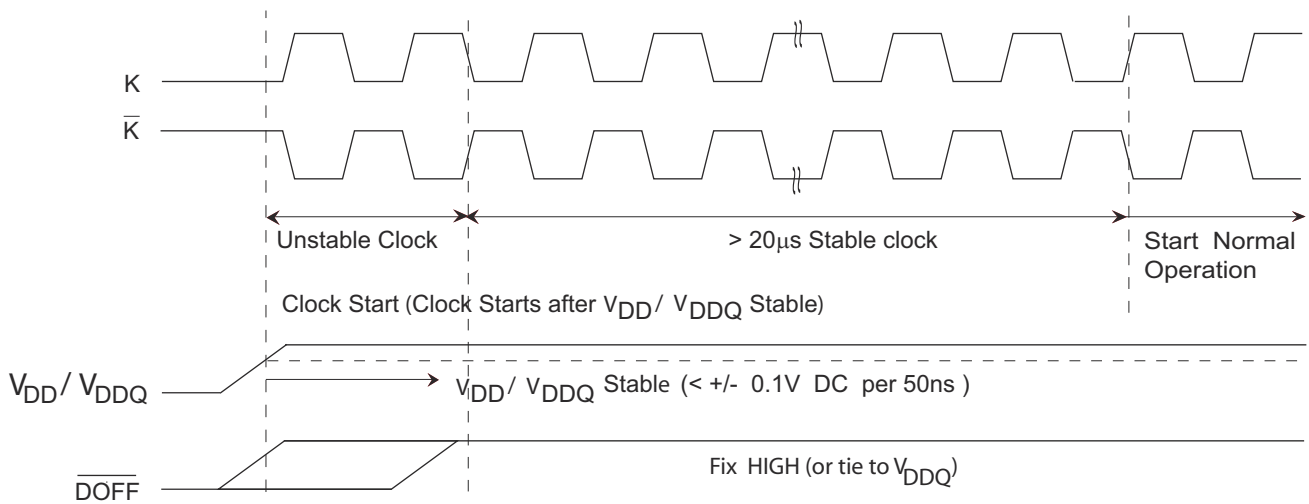 K
K̅
Unstable Clock
> 20μs Stable clock
Start Normal
Operation
Clock Start (Clock Starts after VDD / VDDQ Stable)
VDD / VDDQ
VDD / VDDQ Stable (< +/- 0.1V DC per 50ns )
DOFF
Fix HIGH (or tie to VDDQ)